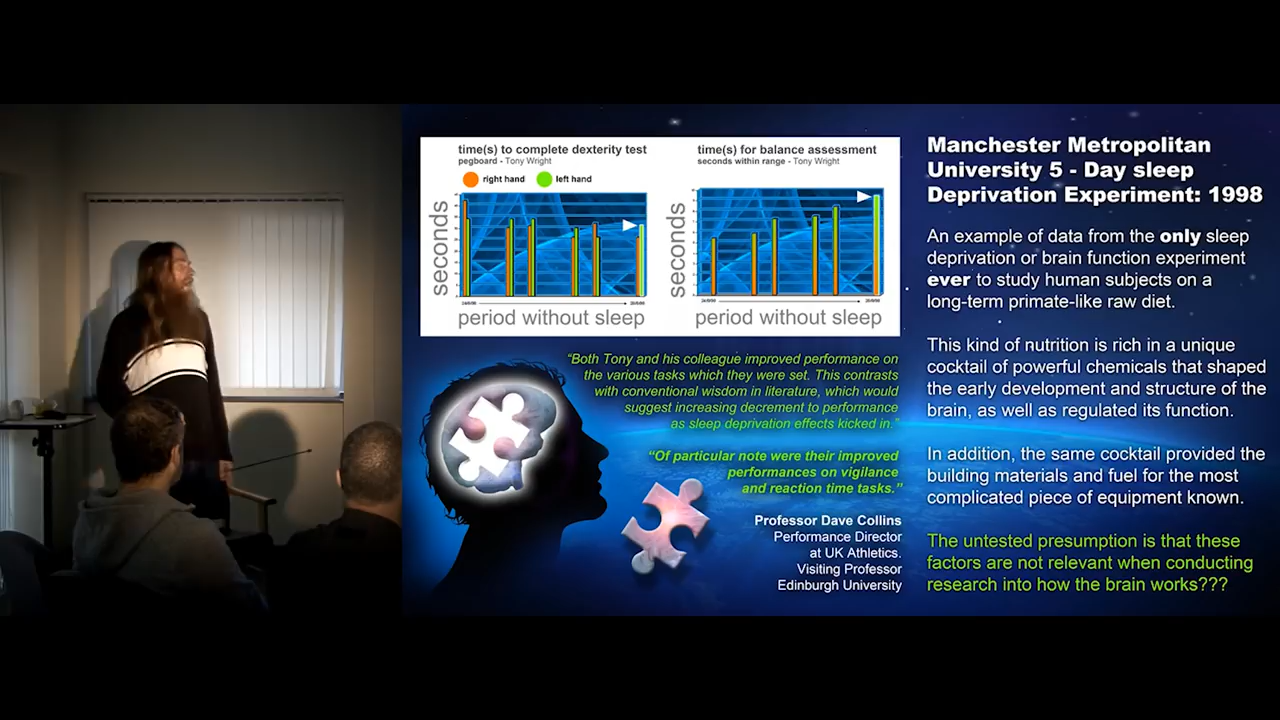 time(s) to complete dexterity test
pegboard - Tony Wright
right hand
left hand
seconds
period without sleep
time(s) for balance assessment
seconds within range - Tony Wright
seconds
period without sleep
“Both Tony and his colleague improved performance on
the various tasks which they were set. This contrasts
with conventional wisdom in literature, which would
suggest increasing decrement to performance
as sleep deprivation effects kicked in.”
“Of particular note were their improved
performances on vigilance
and reaction time tasks.”
Professor Dave Collins
Performance Director
at UK Athletics.
Visiting Professor
Edinburgh University
Manchester Metropolitan
University 5 - Day sleep
Deprivation Experiment: 1998
An example of data from the only sleep
deprivation or brain function experiment
ever to study human subjects on a
long-term primate-like raw diet.
This kind of nutrition is rich in a unique
cocktail of powerful chemicals that shaped
the early development and structure of the
brain, as well as regulated its function.
In addition, the same cocktail provided the
building materials and fuel for the most
complicated piece of equipment known.
The untested presumption is that these
factors are not relevant when conducting
research into how the brain works???